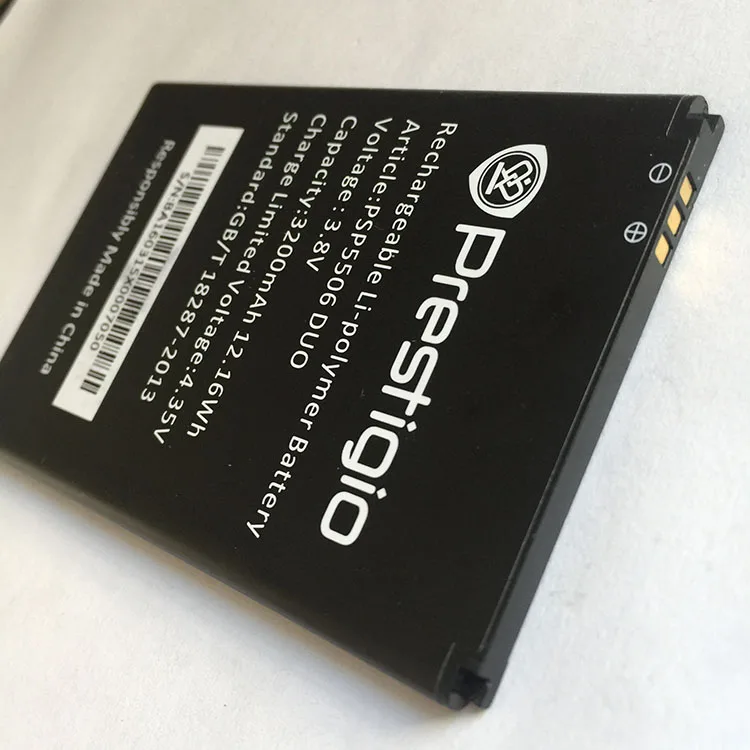 Prestigio
Rechargeable Li-polymer Battery
Article:PSP5506 DUO
Voltage: 3.8V
Capacity:3200mAh 12.16Wh
Charge Limited Voltage:4.35V
Standard:GB/T 18287-2013
S/N:BA160315X0007050
Responsibly Made in China